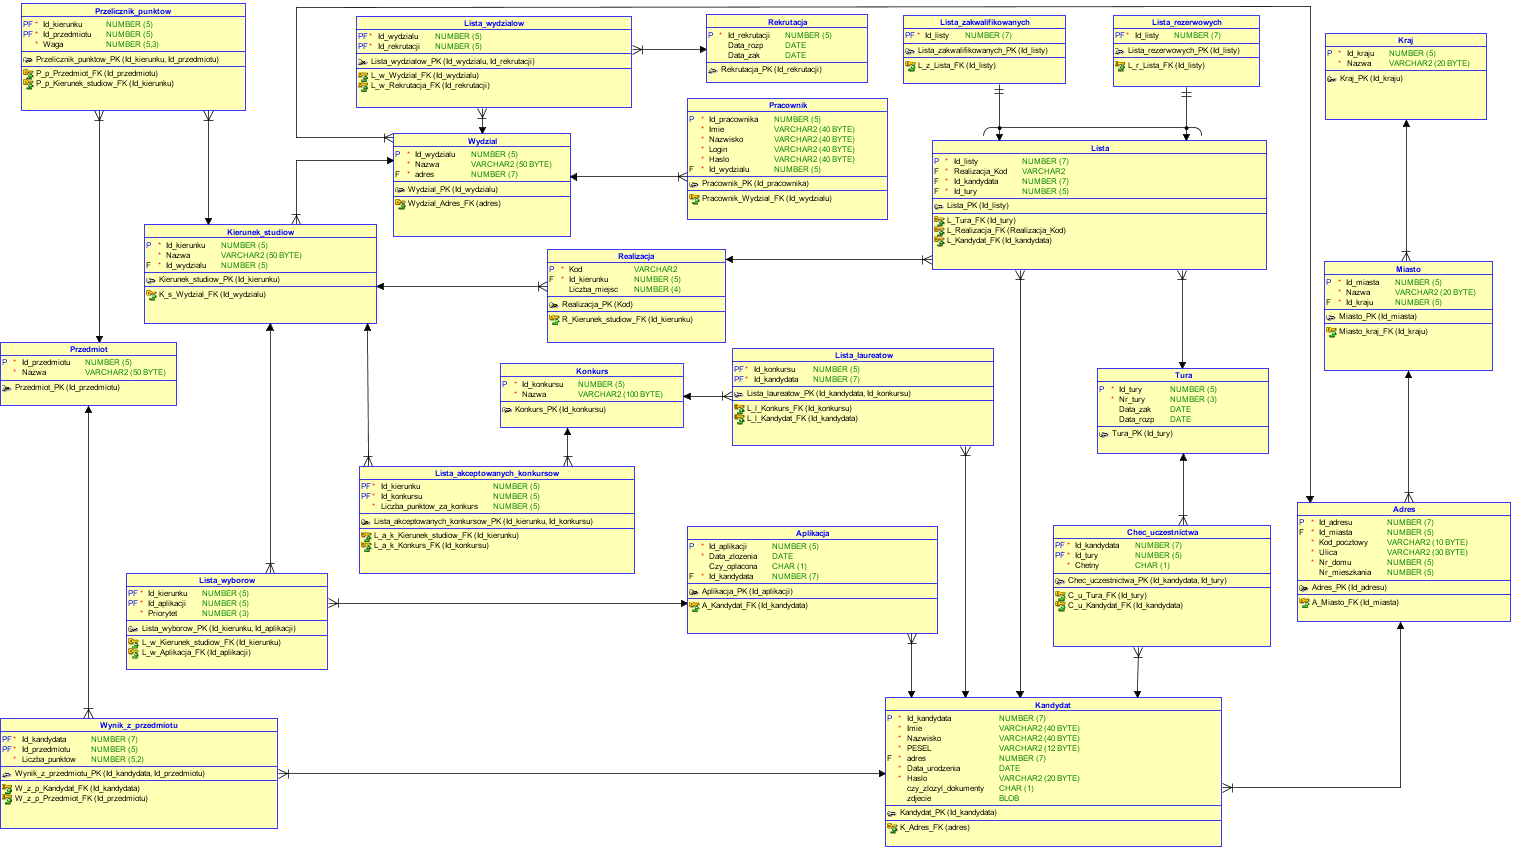 Przelicznik_punktow
PF * Id_kierunku NUMBER (5)
PF * Id_przedmiotu NUMBER (5)
* Waga NUMBER (5,3)
Przelicznik_punktow_PK (Id_kierunku, Id_przedmiotu)
P_p_Przedmiot_FK (Id_przedmiotu)
P_p_Kierunek_studiow_FK (Id_kierunku)
Lista_wydzialow
PF * Id_wydzialu NUMBER (5)
PF * Id_rekrutacji NUMBER (5)
Lista_wydzialow_PK (Id_wydzialu, Id_rekrutacji)
L_w_Wydzial_FK (Id_wydzialu)
L_w_Rekrutacja_FK (Id_rekrutacji)
Rekrutacja
P * Id_rekrutacji NUMBER (5)
Data_rozp DATE
Data_zak DATE
Rekrutacja_PK (Id_rekrutacji)
Lista_zakwalifikowanych
PF * Id_listy NUMBER (7)
Lista_zakwalifikowanych_PK (Id_listy)
L_z_Lista_FK (Id_listy)
Lista_rezerwowych
PF * Id_listy NUMBER (7)
Lista_rezerwowych_PK (Id_listy)
L_r_Lista_FK (Id_listy)
Kraj
P * Id_kraju NUMBER (5)
* Nazwa VARCHAR2 (20 BYTE)
Kraj_PK (Id_kraju)
Pracownik
P * Id_pracownika NUMBER (5)
* Imie VARCHAR2 (40 BYTE)
* Nazwisko VARCHAR2 (40 BYTE)
* Login VARCHAR2 (40 BYTE)
* Haslo VARCHAR2 (40 BYTE)
F * Id_wydzialu NUMBER (5)
Pracownik_PK (Id_pracownika)
Pracownik_Wydzial_FK (Id_wydzialu)
Wydzial
P * Id_wydzialu NUMBER (5)
* Nazwa VARCHAR2 (50 BYTE)
F * adres NUMBER (7)
Wydzial_PK (Id_wydzialu)
Wydzial_Adres_FK (adres)
Lista
P * Id_listy NUMBER (7)
F * Realizacja_Kod VARCHAR2
F * Id_kandydata NUMBER (7)
F * Id_tury NUMBER (5)
Lista_PK (Id_listy)
L_Tura_FK (Id_tury)
L_Realizacja_FK (Realizacja_Kod)
L_Kandydat_FK (Id_kandydata)
Kierunek_studiow
P * Id_kierunku NUMBER (5)
* Nazwa VARCHAR2 (50 BYTE)
F * Id_wydzialu NUMBER (5)
Kierunek_studiow_PK (Id_kierunku)
K_s_Wydzial_FK (Id_wydzialu)
Realizacja
P * Kod VARCHAR2
F * Id_kierunku NUMBER (5)
Liczba_miejsc NUMBER (4)
Realizacja_PK (Kod)
R_Kierunek_studiow_FK (Id_kierunku)
Miasto
P * Id_miasta NUMBER (5)
* Nazwa VARCHAR2 (20 BYTE)
F * Id_kraju NUMBER (5)
Miasto_PK (Id_miasta)
Miasto_kraj_FK (Id_kraju)
Przedmiot
P * Id_przedmiotu NUMBER (5)
* Nazwa VARCHAR2 (50 BYTE)
Przedmiot_PK (Id_przedmiotu)
Konkurs
P * Id_konkursu NUMBER (5)
* Nazwa VARCHAR2 (100 BYTE)
Konkurs_PK (Id_konkursu)
Lista_laureatow
PF * Id_konkursu NUMBER (5)
PF * Id_kandydata NUMBER (7)
Lista_laureatow_PK (Id_kandydata, Id_konkursu)
L_l_Konkurs_FK (Id_konkursu)
L_l_Kandydat_FK (Id_kandydata)
Tura
P * Id_tury NUMBER (5)
* Nr_tury NUMBER (3)
Data_zak DATE
Data_rozp DATE
Tura_PK (Id_tury)
Lista_akceptowanych_konkursow
PF * Id_kierunku NUMBER (5)
PF * Id_konkursu NUMBER (5)
* Liczba_punktow_za_konkurs NUMBER (5)
Lista_akceptowanych_konkursow_PK (Id_kierunku, Id_konkursu)
L_a_k_Kierunek_studiow_FK (Id_kierunku)
L_a_k_Konkurs_FK (Id_konkursu)
Aplikacja
P * Id_aplikacji NUMBER (5)
* Data_zlozenia DATE
Czy_oplacona CHAR (1)
F * Id_kandydata NUMBER (7)
Aplikacja_PK (Id_aplikacji)
A_Kandydat_FK (Id_kandydata)
Chec_uczestnictwa
PF * Id_kandydata NUMBER (7)
PF * Id_tury NUMBER (5)
* Chetny CHAR (1)
Chec_uczestnictwa_PK (Id_kandydata, Id_tury)
C_u_Tura_FK (Id_tury)
C_u_Kandydat_FK (Id_kandydata)
Adres
P * Id_adresu NUMBER (7)
F * Id_miasta NUMBER (5)
* Kod_pocztowy VARCHAR2 (10 BYTE)
* Ulica VARCHAR2 (30 BYTE)
* Nr_domu NUMBER (5)
Nr_mieszkania NUMBER (5)
Adres_PK (Id_adresu)
A_Miasto_FK (Id_miasta)
Lista_wyborow
PF * Id_kierunku NUMBER (5)
PF * Id_aplikacji NUMBER (5)
* Priorytet NUMBER (3)
Lista_wyborow_PK (Id_kierunku, Id_aplikacji)
L_w_Kierunek_studiow_FK (Id_kierunku)
L_w_Aplikacja_FK (Id_aplikacji)
Wynik_z_przedmiotu
PF * Id_kandydata NUMBER (7)
PF * Id_przedmiotu NUMBER (5)
* Liczba_punktow NUMBER (5,2)
Wynik_z_przedmiotu_PK (Id_kandydata, Id_przedmiotu)
W_z_p_Kandydat_FK (Id_kandydata)
W_z_p_Przedmiot_FK (Id_przedmiotu)
Kandydat
P * Id_kandydata NUMBER (7)
* Imie VARCHAR2 (40 BYTE)
* Nazwisko VARCHAR2 (40 BYTE)
* PESEL VARCHAR2 (12 BYTE)
F * adres NUMBER (7)
* Data_urodzenia DATE
* Haslo VARCHAR2 (20 BYTE)
czy_zlozyl_dokumenty CHAR (1)
zdjecie BLOB
Kandydat_PK (Id_kandydata)
K_Adres_FK (adres)